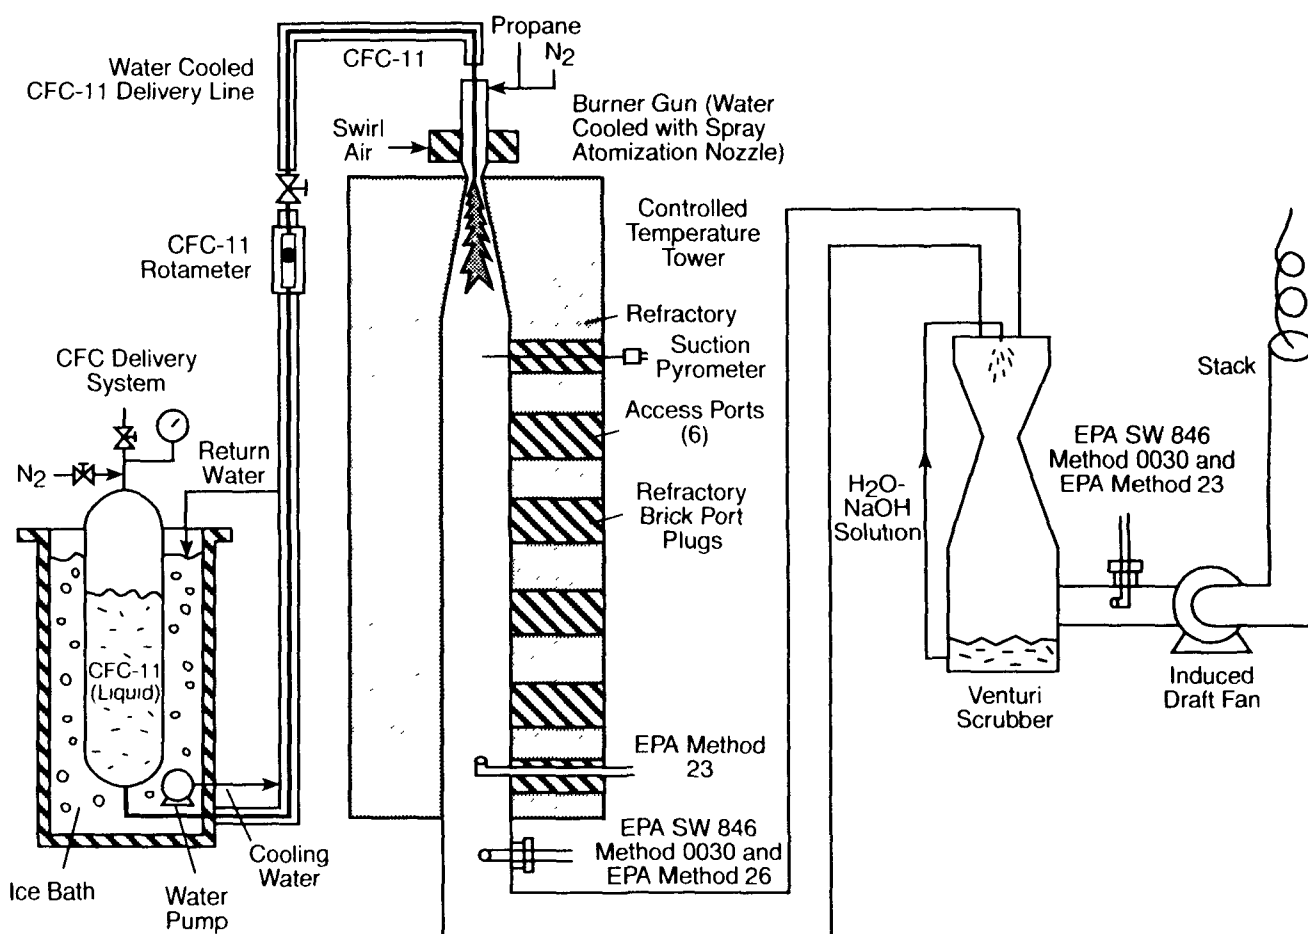 Propane
N2
CFC-11
Water Cooled
CFC-11 Delivery Line
Burner Gun (Water
Cooled with Spray
Atomization Nozzle)
Swirl
Air
Controlled
Temperature
Tower
CFC-11
Rotameter
Refractory
Suction
Pyrometer
CFC Delivery
System
Stack
Access Ports
(6)
Return
Water
N2
EPA SW 846
Method 0030 and
EPA Method 23
H2O-
NaOH
Solution
Refractory
Brick Port
Plugs
CFC-11
(Liquid)
Induced
Draft Fan
Venturi
Scrubber
EPA Method
23
EPA SW 846
Method 0030 and
EPA Method 26
Cooling
Water
Ice Bath
Water
Pump